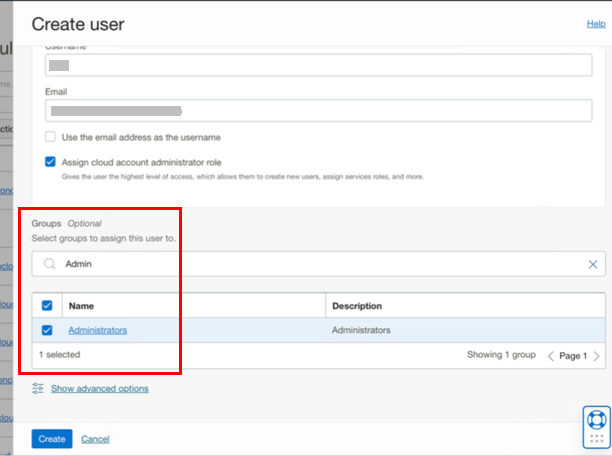 Create user
Help
Username
Email
Use the email address as the username
Assign cloud account administrator role
Gives the user the highest level of access, which allows them to create new users, assign services roles, and more.
Groups Optional
Select groups to assign this user to.
Admin
Name Description
Administrators Administrators
1 selected Showing 1 group Page 1
Show advanced options
Create Cancel